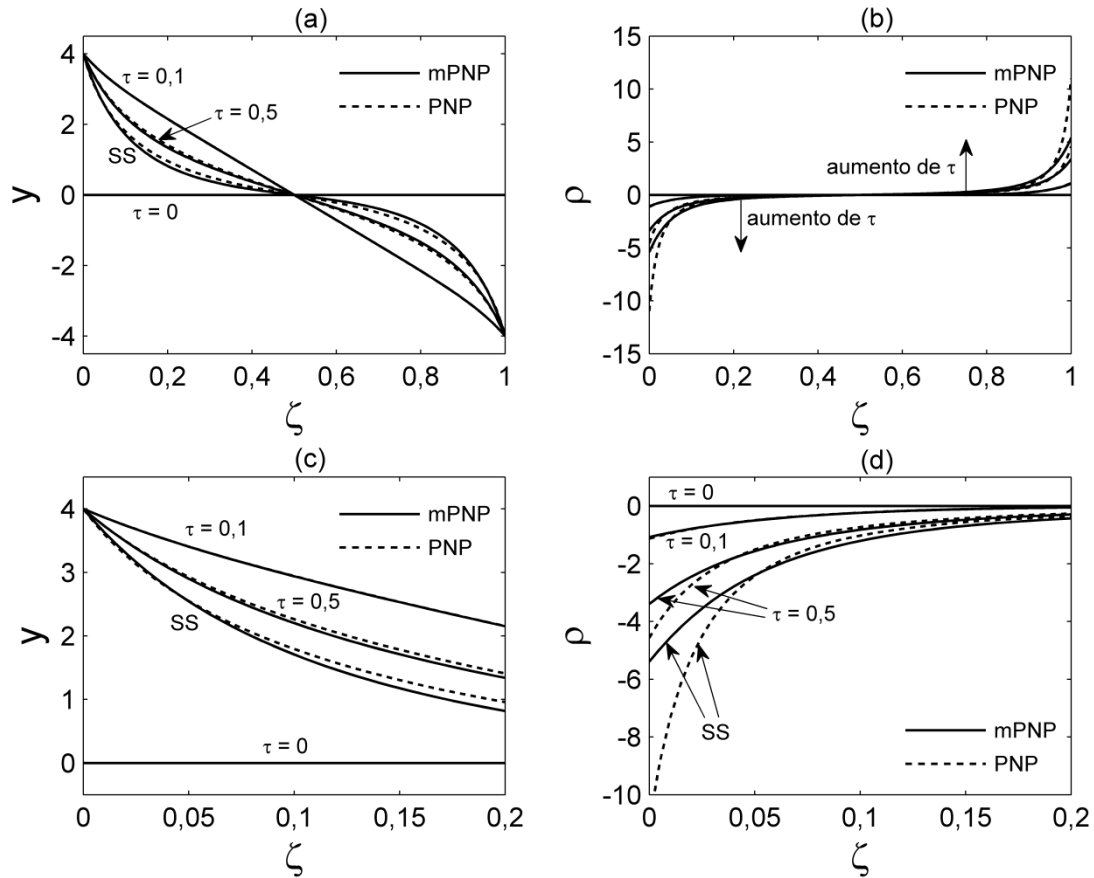 (a)
4
2
0
-2
-4
y
τ = 0,1
τ = 0,5
SS
τ = 0
mPNP
PNP
0 0,2 0,4 0,6 0,8 1
ζ
(b)
15
10
5
0
-5
-10
-15
ρ
mPNP
PNP
aumento de τ
aumento de τ
0 0,2 0,4 0,6 0,8 1
ζ
(c)
4
3
2
1
0
y
τ = 0,1
τ = 0,5
SS
τ = 0
mPNP
PNP
0 0,05 0,1 0,15 0,2
ζ
(d)
0
-2
-4
-6
-8
-10
ρ
τ = 0
τ = 0,1
τ = 0,5
SS
mPNP
PNP
0 0,05 0,1 0,15 0,2
ζ